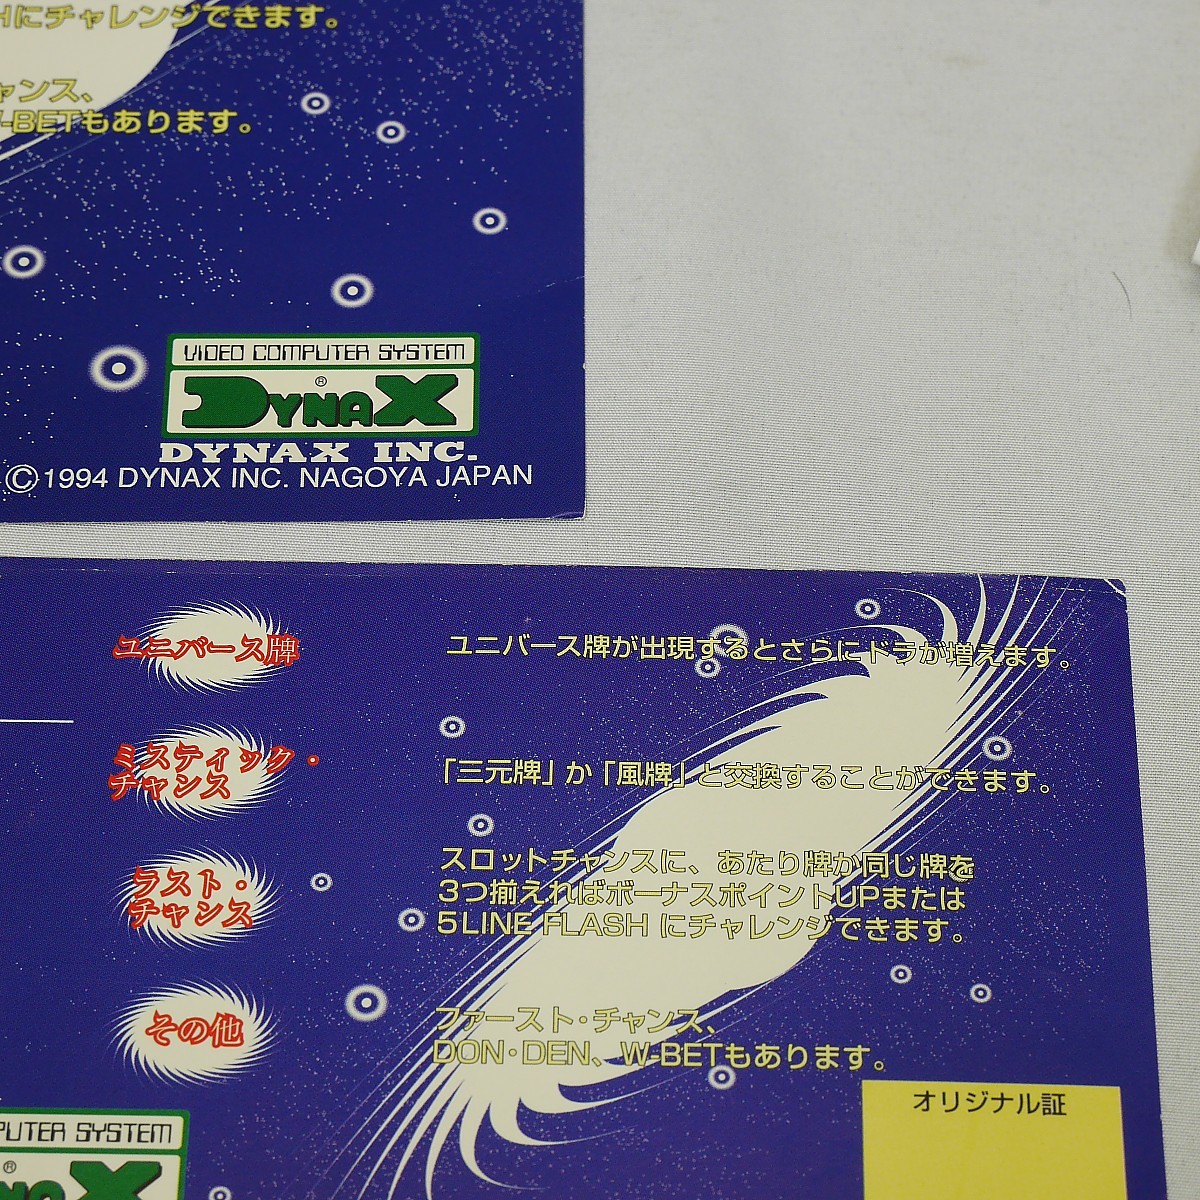 Hにチャレンジできます。
チャンス、
W-BETもあります。
VIDEO COMPUTER SYSTEM
DYNAX
®
DYNAX INC.
©1994 DYNAX INC. NAGOYA JAPAN
ユニバース牌
ユニバース牌が出現するとさらにドラが増えます。
ミスティック・
チャンス
「三元牌」か「風牌」と交換することができます。
ラスト・
チャンス
スロットチャンスに、あたり牌か同じ牌を
3つ揃えればボーナスポイントUPまたは
5LINE FLASH にチャレンジできます。
その他
ファースト・チャンス、
DON・DEN、W-BETもあります。
オリジナル証
PUTER SYSTEM
®
NAX